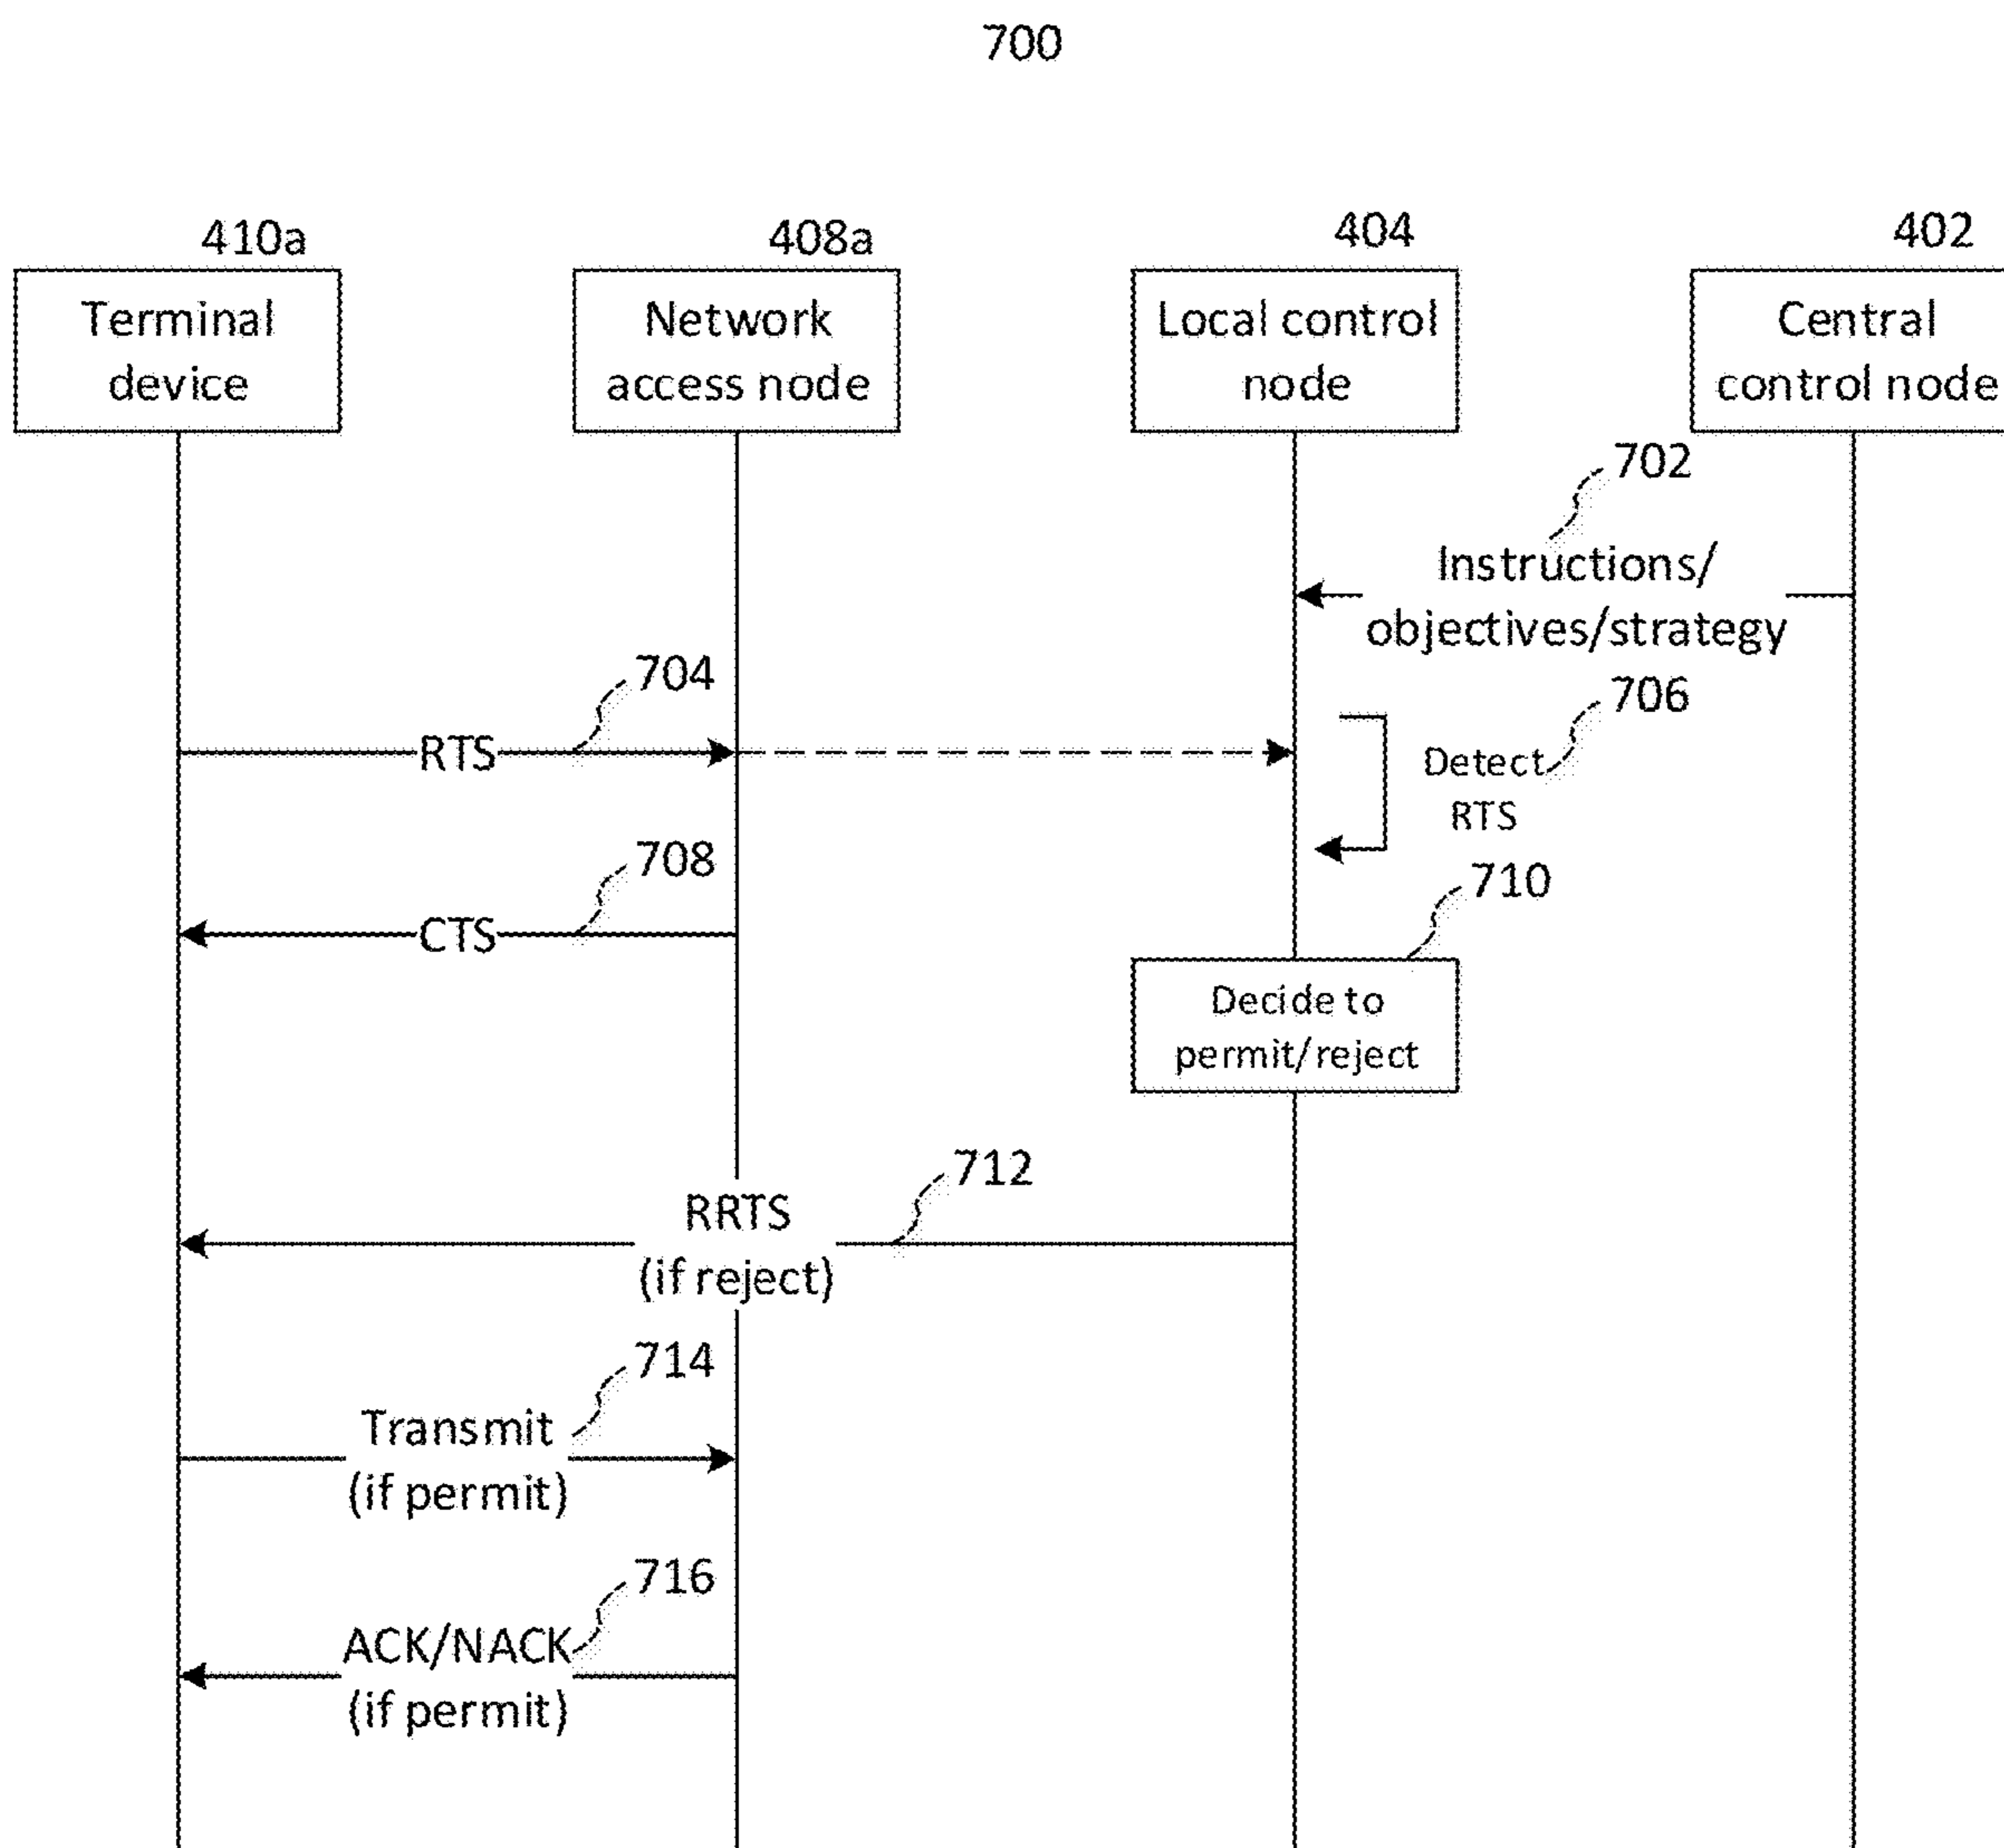 700
410a
408a
404
402
Terminal
device
Network
access node
Local control
node
Central
control node
702
Instructions/
objectives/strategy
704
RTS
706
Detect
RTS
708
CTS
710
Decide to
permit/reject
712
RRTS
(if reject)
714
Transmit
(if permit)
716
ACK/NACK
(if permit)